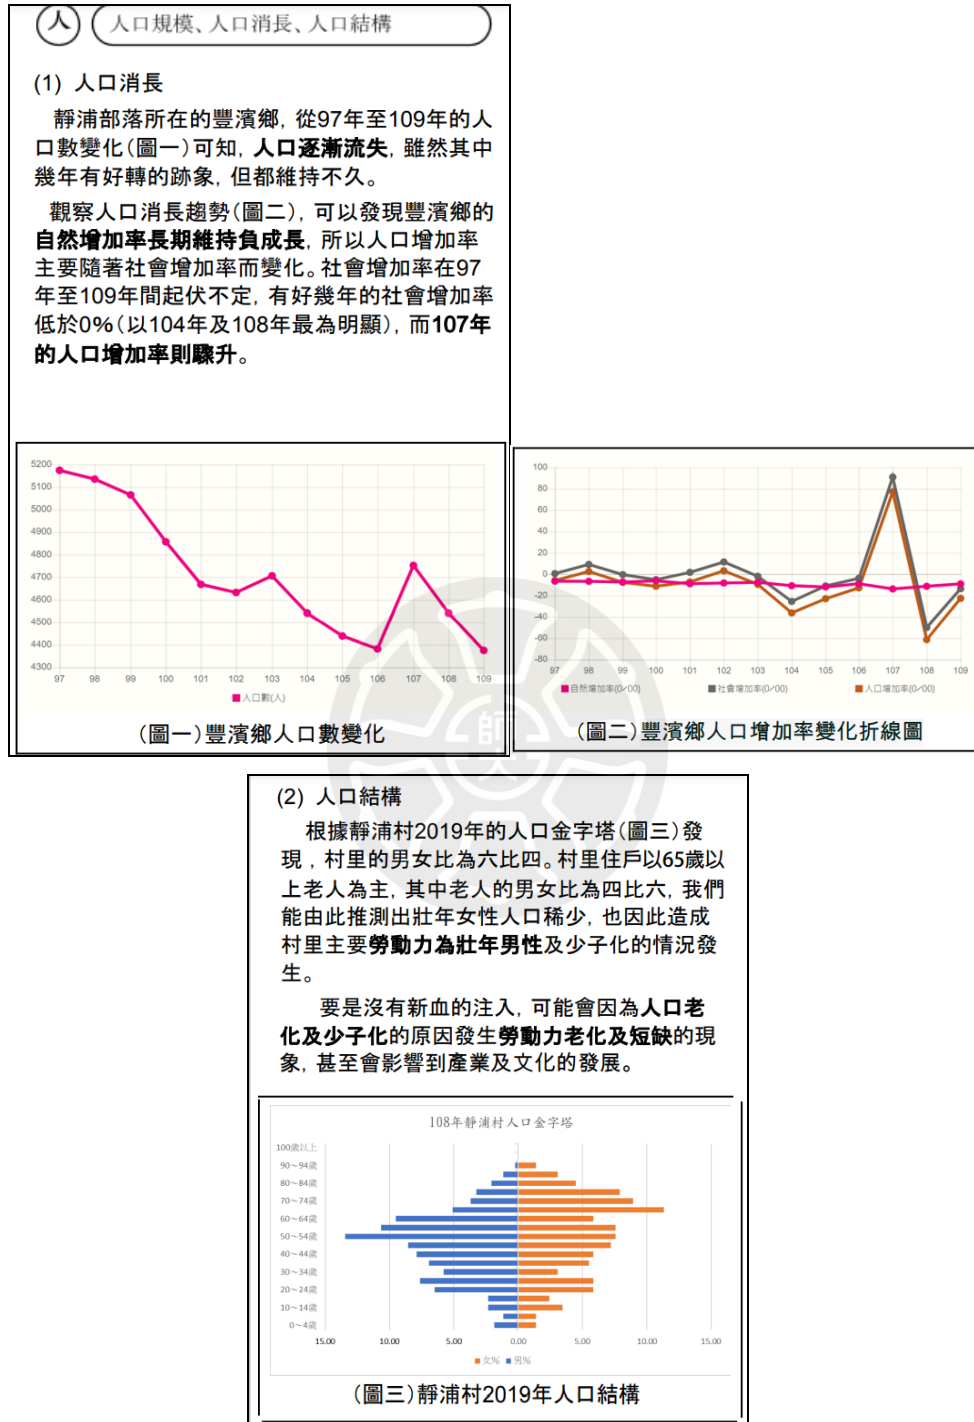 人
人口規模、人口消長、人口結構
(1) 人口消長
靜浦部落所在的豐濱鄉, 從97年至109年的人
口數變化(圖一)可知, 人口逐漸流失, 雖然其中
幾年有好轉的跡象, 但都維持不久。
觀察人口消長趨勢(圖二), 可以發現豐濱鄉的
自然增加率長期維持負成長, 所以人口增加率
主要隨著社會增加率而變化。社會增加率在97
年至109年間起伏不定, 有好幾年的社會增加率
低於0%(以104年及108年最為明顯), 而107年
的人口增加率則驟升。
5200
5100
5000
4900
4800
4700
4600
4500
4400
4300
97 98 99 100 101 102 103 104 105 106 107 108 109
人口數(人)
(圖一)豐濱鄉人口數變化
100
80
60
40
20
0
-20
-40
-60
-80
97 98 99 100 101 102 103 104 105 106 107 108 109
自然增加率(0/00) 社會增加率(0/00) 人口增加率(0/00)
(圖二)豐濱鄉人口增加率變化折線圖
師大
(2) 人口結構
根據靜浦村2019年的人口金字塔(圖三)發
現 , 村里的男女比為六比四。村里住戶以65歲以
上老人為主, 其中老人的男女比為四比六, 我們
能由此推測出壯年女性人口稀少, 也因此造成
村里主要勞動力為壯年男性及少子化的情況發
生。
要是沒有新血的注入, 可能會因為人口老
化及少子化的原因發生勞動力老化及短缺的現
象, 甚至會影響到產業及文化的發展。
108年靜浦村人口金字塔
100歲以上
90~94歲
80~84歲
70~74歲
60~64歲
50~54歲
40~44歲
30~34歲
20~24歲
10~14歲
0~4歲
15.00 10.00 5.00 0.00 5.00 10.00 15.00
女% 男%
(圖三)靜浦村2019年人口結構